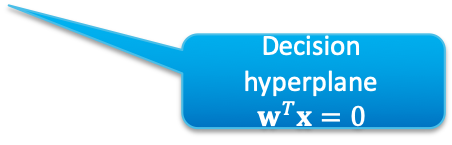 Decision
hyperplane
𝐰ᵀ𝐱 = 0